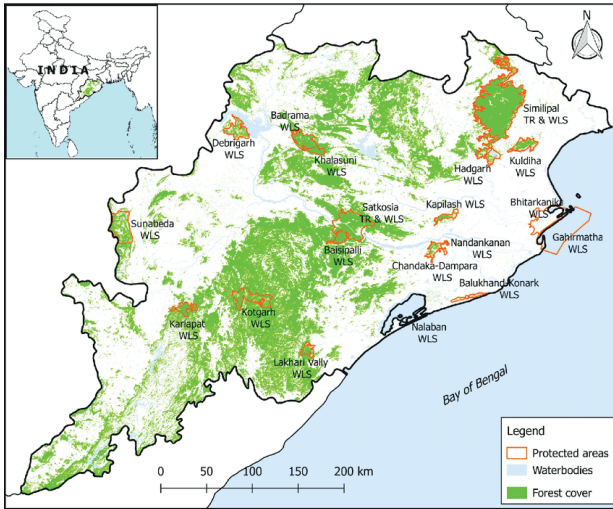 INDIA
N
Similipal
TR & WLS
Badrama
WLS
Debrigarh
WLS
Khalasuni
WLS
Hadgarh
WLS
Kuldiha
WLS
Satkosia
TR & WLS
Kapilash WLS
Bhitarkanika
WLS
Sunabeda
WLS
Baisipalli
WLS
Nandankanan
WLS
Gahirmatha
WLS
Chandaka-Dampara
WLS
Balukhand-Konark
WLS
Karlapat
WLS
Kotgarh
WLS
Nalaban
WLS
Lakhari Vally
WLS
Bay of Bengal
Legend
Protected areas
Waterbodies
Forest cover
0 50 100 150 200 km